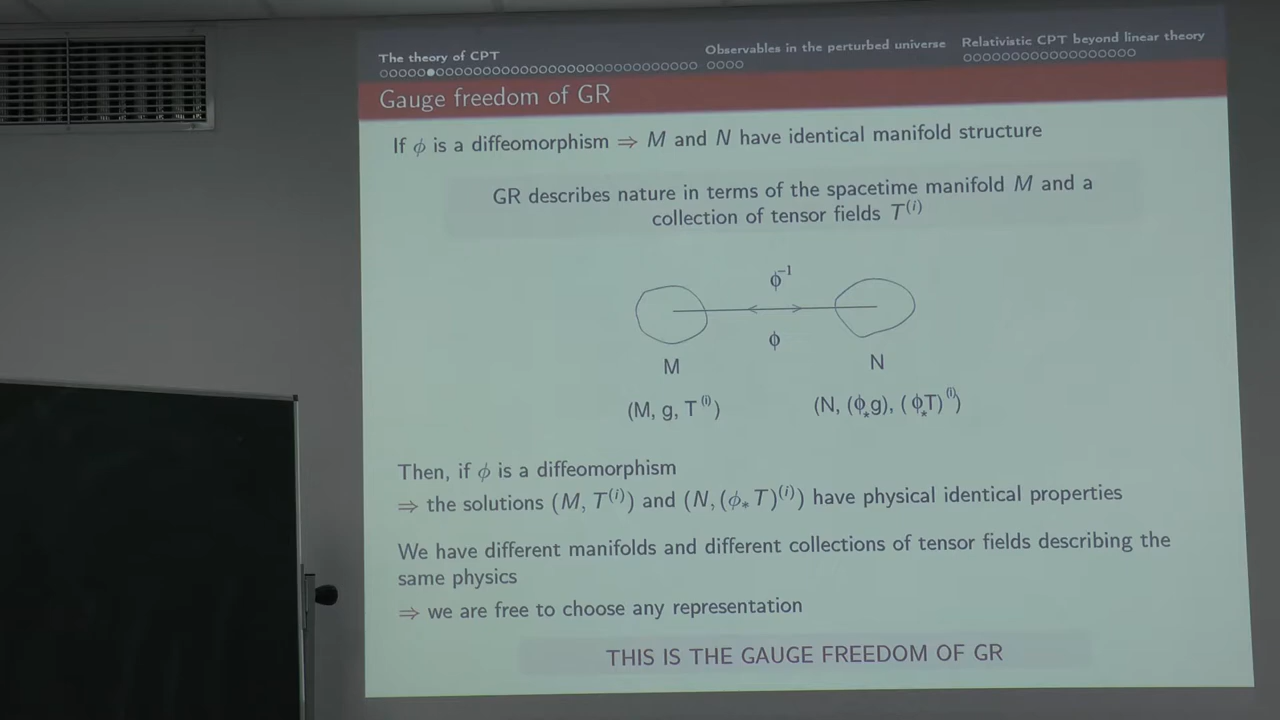 The theory of CPT
Observables in the perturbed universe
Relativistic CPT beyond linear theory
Gauge freedom of GR
If ϕ is a diffeomorphism ⇒ M and N have identical manifold structure
GR describes nature in terms of the spacetime manifold M and a
collection of tensor fields T⁽ⁱ⁾
ϕ⁻¹
ϕ
M
N
(M, g, T⁽ⁱ⁾)
(N, (ϕ⁎g), (ϕ⁎T)⁽ⁱ⁾)
Then, if ϕ is a diffeomorphism
⇒ the solutions (M, T⁽ⁱ⁾) and (N, (ϕ⁎ T)⁽ⁱ⁾) have physical identical properties
We have different manifolds and different collections of tensor fields describing the
same physics
⇒ we are free to choose any representation
THIS IS THE GAUGE FREEDOM OF GR